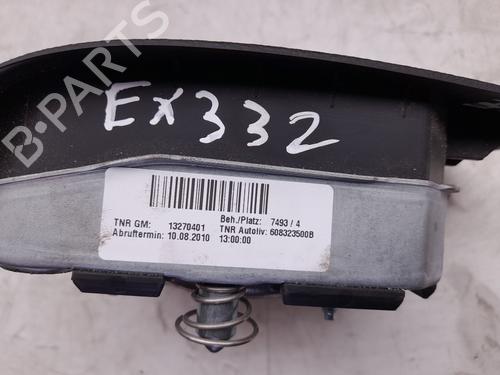 B-PARTS
EX332
TNR GM: 13270401 Beh./Platz: 7493 / 4
Abruftermin: 10.08.2010 13:00:00 TNR Autoliv: 608323500B